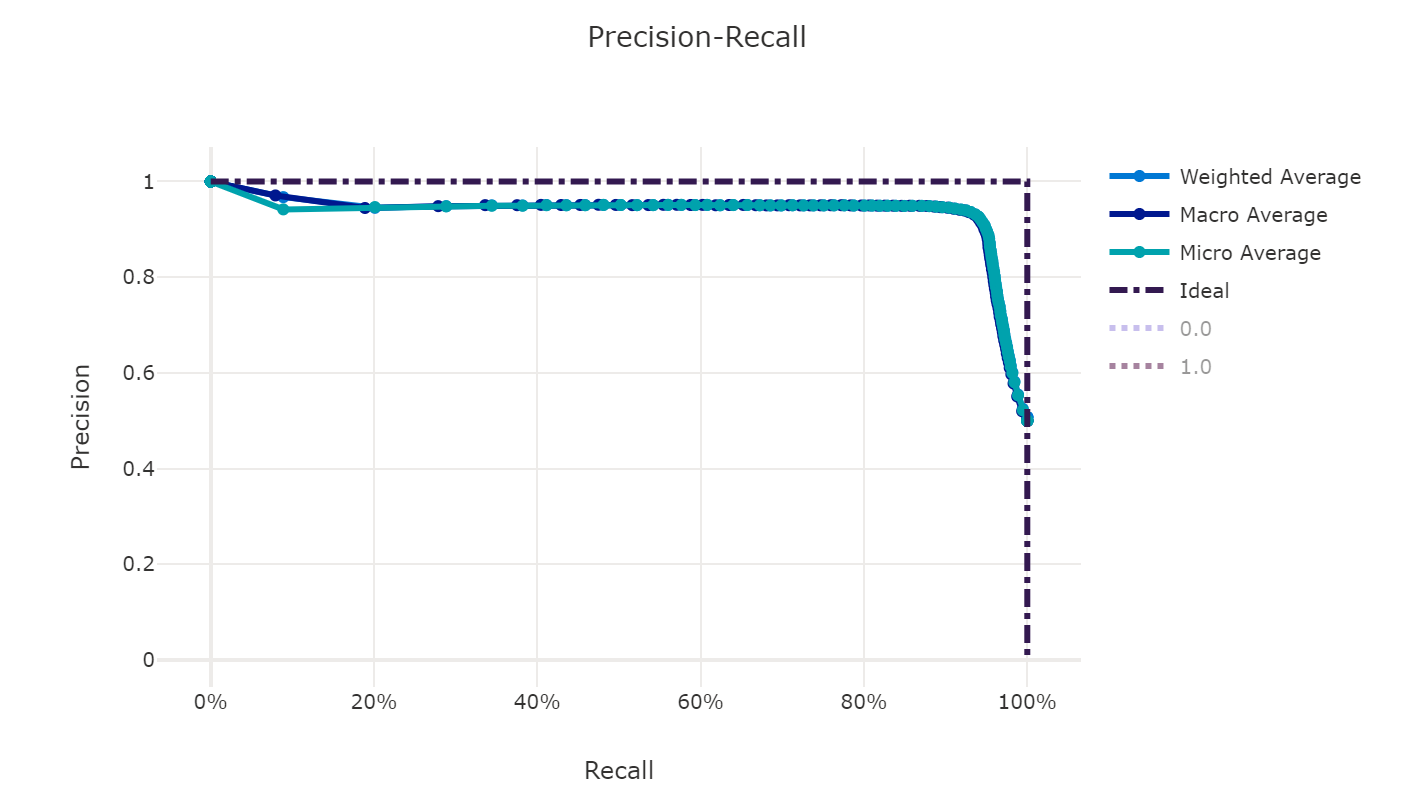 Precision-Recall
1
0.8
0.6
0.4
0.2
0
Precision
0%
20%
40%
60%
80%
100%
Recall
Weighted Average
Macro Average
Micro Average
Ideal
0.0
1.0